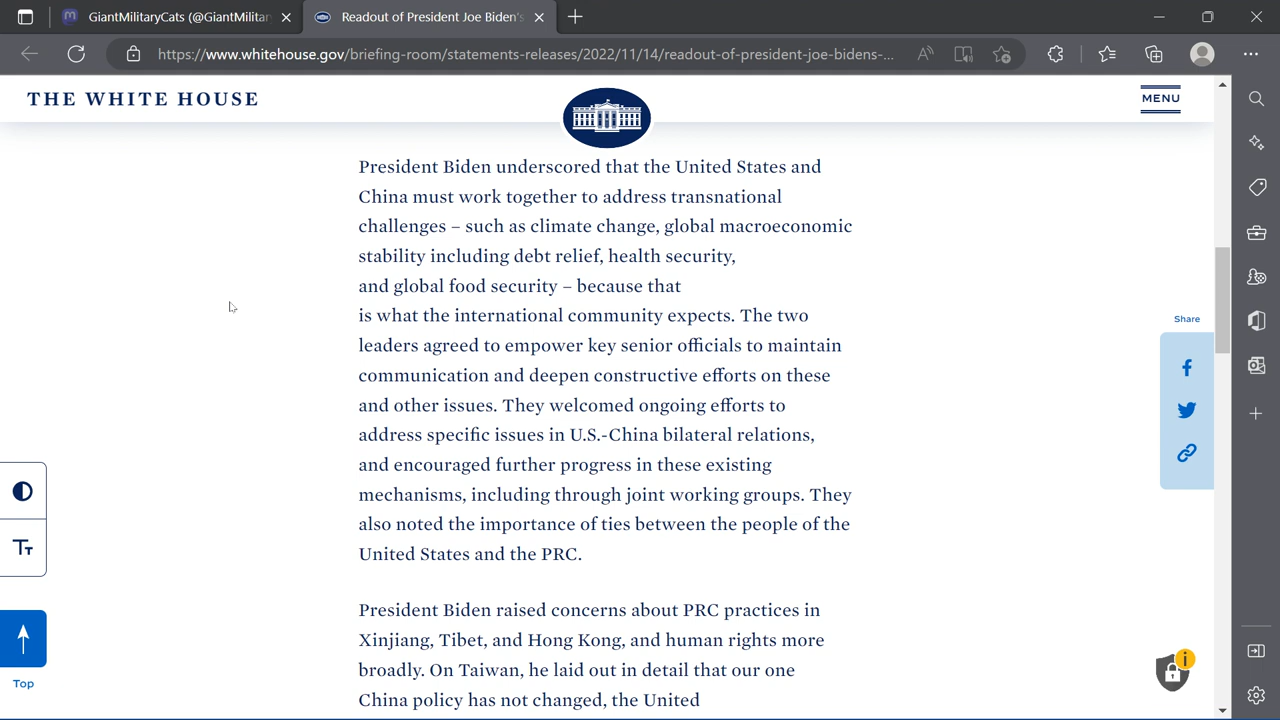 GiantMilitaryCats (@GiantMilitar
Readout of President Joe Biden's
https://www.whitehouse.gov/briefing-room/statements-releases/2022/11/14/readout-of-president-joe-bidens-...
THE WHITE HOUSE
MENU
President Biden underscored that the United States and
China must work together to address transnational
challenges – such as climate change, global macroeconomic
stability including debt relief, health security,
and global food security – because that
is what the international community expects. The two
leaders agreed to empower key senior officials to maintain
communication and deepen constructive efforts on these
and other issues. They welcomed ongoing efforts to
address specific issues in U.S.-China bilateral relations,
and encouraged further progress in these existing
mechanisms, including through joint working groups. They
also noted the importance of ties between the people of the
United States and the PRC.
President Biden raised concerns about PRC practices in
Xinjiang, Tibet, and Hong Kong, and human rights more
broadly. On Taiwan, he laid out in detail that our one
China policy has not changed, the United
Share
Tт
Top